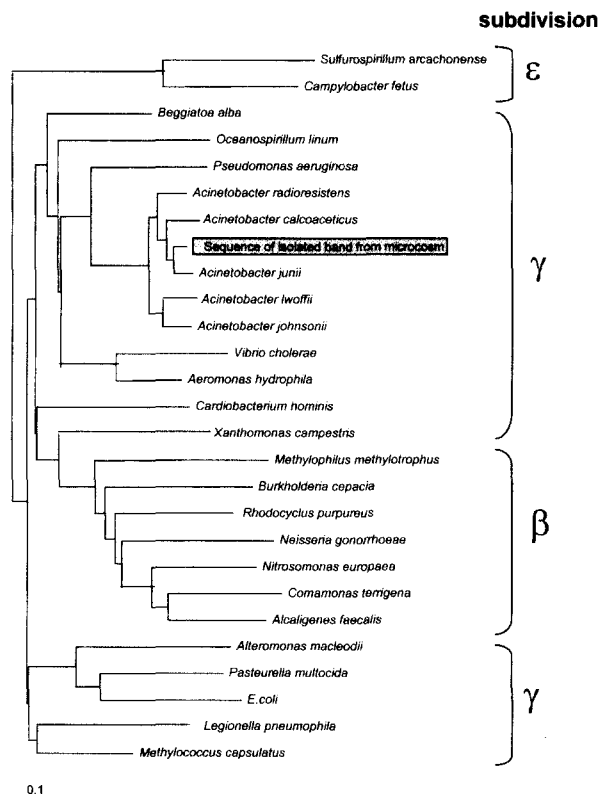 subdivision
Sulfurospirillum arcachonense
Campylobacter fetus
ε
Beggiatoa alba
Oceanospirillum linum
Pseudomonas aeruginosa
Acinetobacter radioresistens
Acinetobacter calcoaceticus
Sequence of isolated band from microcosm
Acinetobacter junii
Acinetobacter lwoffii
Acinetobacter johnsonii
Vibrio cholerae
Aeromonas hydrophila
Cardiobacterium hominis
Xanthomonas campestris
γ
Methylophilus methylotrophus
Burkholderia cepacia
Rhodocyclus purpureus
Neisseria gonorrhoeae
Nitrosomonas europaea
Comamonas terrigena
Alcaligenes faecalis
β
Alteromonas macleodii
Pasteurella multocida
E.coli
Legionella pneumophila
Methylococcus capsulatus
γ
0.1